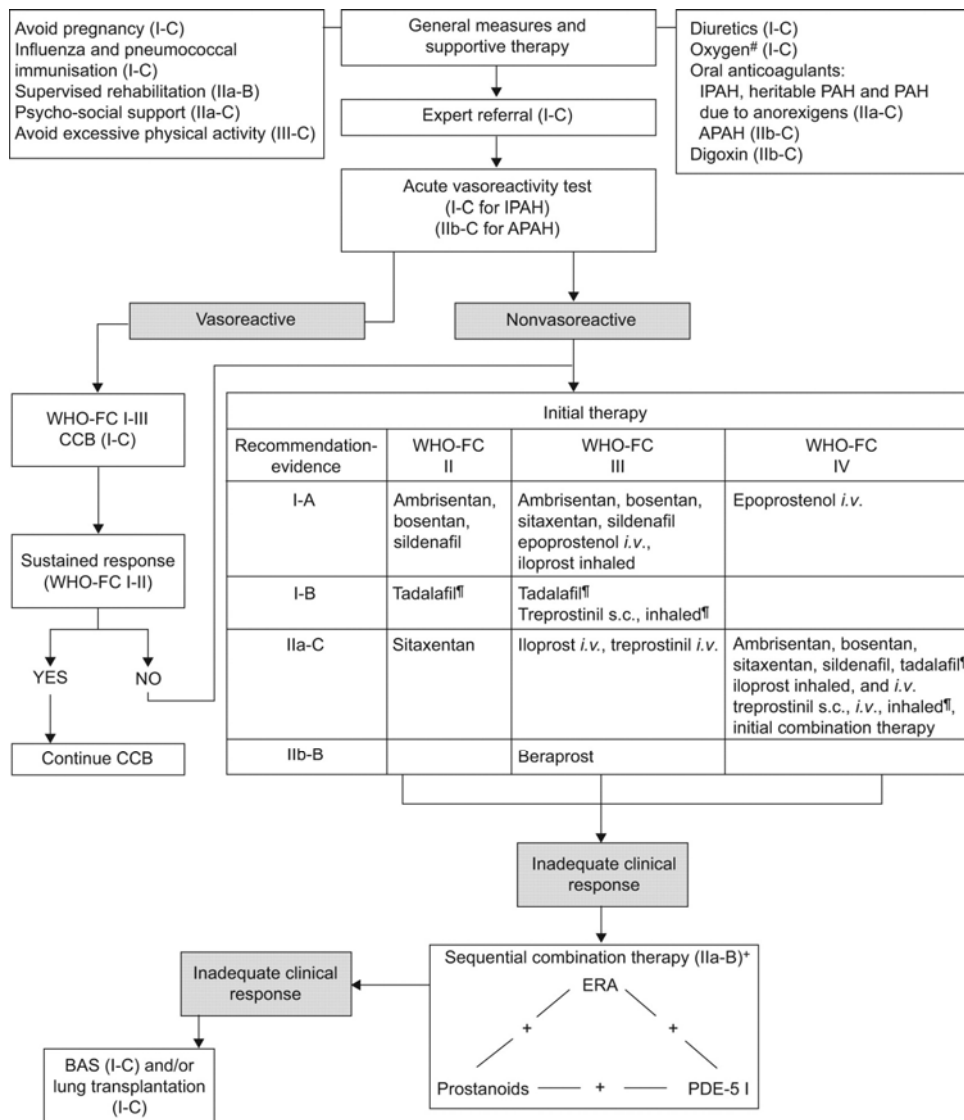 Avoid pregnancy (I-C)
Influenza and pneumococcal
immunisation (I-C)
Supervised rehabilitation (IIa-B)
Psycho-social support (IIa-C)
Avoid excessive physical activity (III-C)
General measures and
supportive therapy
Diuretics (I-C)
Oxygen# (I-C)
Oral anticoagulants:
IPAH, heritable PAH and PAH
due to anorexigens (IIa-C)
APAH (IIb-C)
Digoxin (IIb-C)
Expert referral (I-C)
Acute vasoreactivity test
(I-C for IPAH)
(IIb-C for APAH)
Vasoreactive
Nonvasoreactive
WHO-FC I-III
CCB (I-C)
Sustained response
(WHO-FC I-II)
YES
NO
Continue CCB
Initial therapy
Recommendation-
evidence
WHO-FC
II
WHO-FC
III
WHO-FC
IV
I-A
Ambrisentan,
bosentan,
sildenafil
Ambrisentan, bosentan,
sitaxentan, sildenafil
epoprostenol i.v.,
iloprost inhaled
Epoprostenol i.v.
I-B
Tadalafil¶
Tadalafil¶
Treprostinil s.c., inhaled¶
IIa-C
Sitaxentan
Iloprost i.v., treprostinil i.v.
Ambrisentan, bosentan,
sitaxentan, sildenafil, tadalafil¶
iloprost inhaled, and i.v.
treprostinil s.c., i.v., inhaled¶,
initial combination therapy
IIb-B
Beraprost
Inadequate clinical
response
Sequential combination therapy (IIa-B)+
ERA
+ +
Prostanoids + PDE-5 I
Inadequate clinical
response
BAS (I-C) and/or
lung transplantation
(I-C)